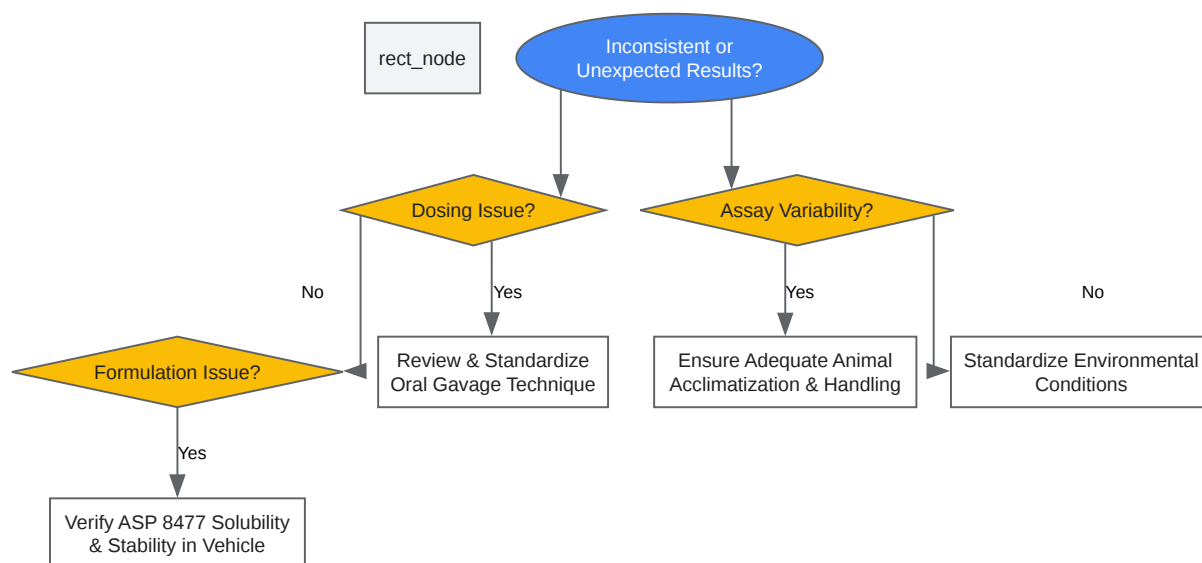 rect_node
Inconsistent or
Unexpected Results?
Dosing Issue?
Assay Variability?
No
Yes
Yes
No
Formulation Issue?
Review & Standardize
Oral Gavage Technique
Ensure Adequate Animal
Acclimatization & Handling
Standardize Environmental
Conditions
Yes
Verify ASP 8477 Solubility
& Stability in Vehicle